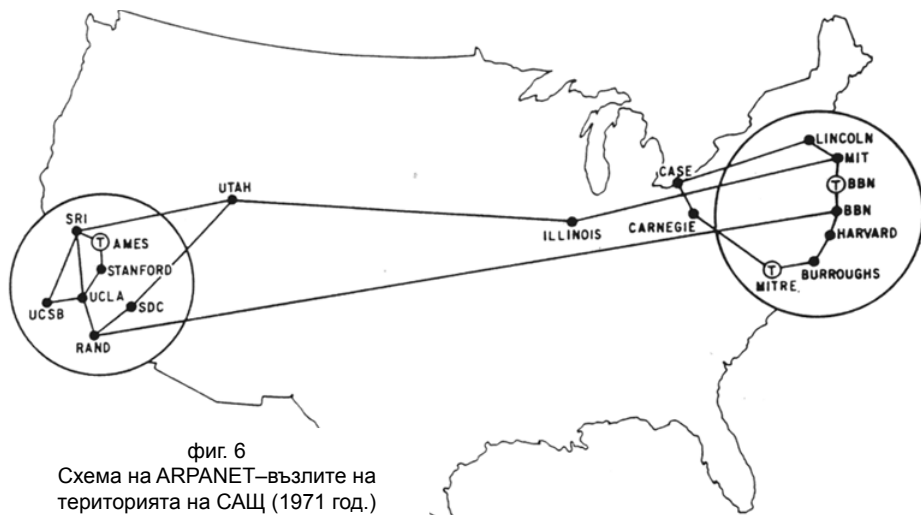 LINCOLN
MIT
CASE
T BBN
UTAH
BBN
SRI
ILLINOIS
CARNEGIE
HARVARD
T AMES
STANFORD
BURROUGHS
T
MITRE
UCLA
SDC
UCSB
RAND
фиг. 6
Схема на ARPANET–възлите на
територията на САЩ (1971 год.)